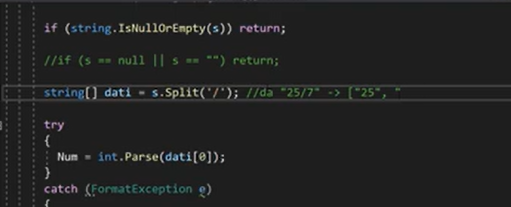 if (string.IsNullOrEmpty(s)) return;
//if (s == null || s == "") return;
string[] dati = s.Split('/'); //da "25/7" -> ["25", "
try
{
Num = int.Parse(dati[0]);
}
catch (FormatException e)
{